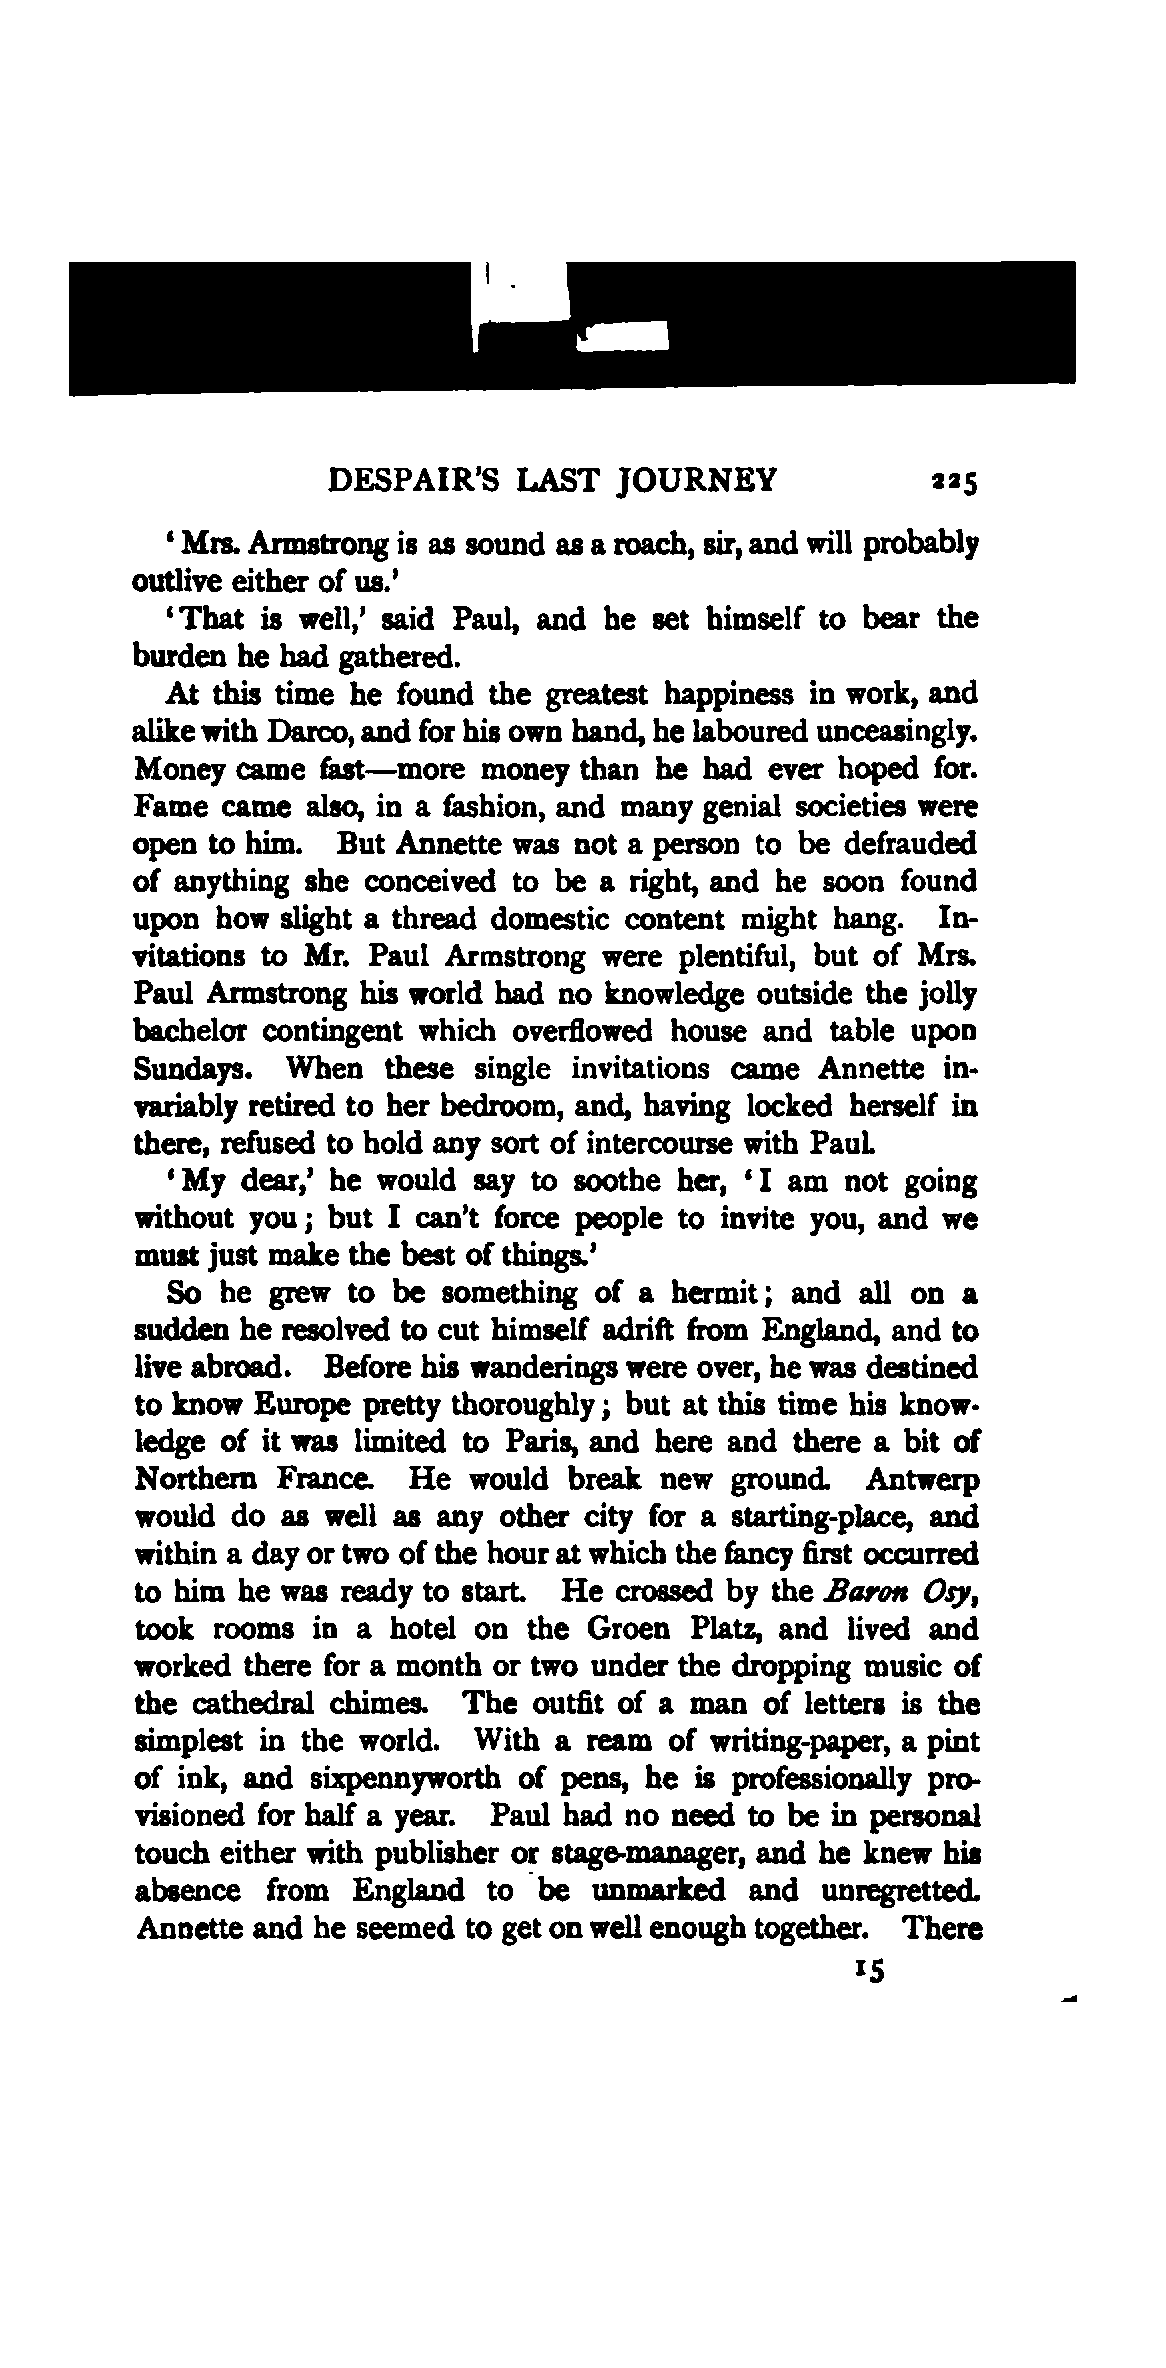 DESPAIR'S LAST JOURNEY 225
'Mrs. Armstrong is as sound as a roach, sir, and will probably
outlive either of us.'
'That is well,' said Paul, and he set himself to bear the
burden he had gathered.
At this time he found the greatest happiness in work, and
alike with Darco, and for his own hand, he laboured unceasingly.
Money came fast—more money than he had ever hoped for.
Fame came also, in a fashion, and many genial societies were
open to him. But Annette was not a person to be defrauded
of anything she conceived to be a right, and he soon found
upon how slight a thread domestic content might hang. In-
vitations to Mr. Paul Armstrong were plentiful, but of Mrs.
Paul Armstrong his world had no knowledge outside the jolly
bachelor contingent which overflowed house and table upon
Sundays. When these single invitations came Annette in-
variably retired to her bedroom, and, having locked herself in
there, refused to hold any sort of intercourse with Paul.
'My dear,' he would say to soothe her, 'I am not going
without you; but I can't force people to invite you, and we
must just make the best of things.'
So he grew to be something of a hermit; and all on a
sudden he resolved to cut himself adrift from England, and to
live abroad. Before his wanderings were over, he was destined
to know Europe pretty thoroughly; but at this time his know-
ledge of it was limited to Paris, and here and there a bit of
Northern France. He would break new ground. Antwerp
would do as well as any other city for a starting-place, and
within a day or two of the hour at which the fancy first occurred
to him he was ready to start. He crossed by the Baron Osy,
took rooms in a hotel on the Groen Platz, and lived and
worked there for a month or two under the dropping music of
the cathedral chimes. The outfit of a man of letters is the
simplest in the world. With a ream of writing-paper, a pint
of ink, and sixpennyworth of pens, he is professionally pro-
visioned for half a year. Paul had no need to be in personal
touch either with publisher or stage-manager, and he knew his
absence from England to be unmarked and unregretted.
Annette and he seemed to get on well enough together. There
15